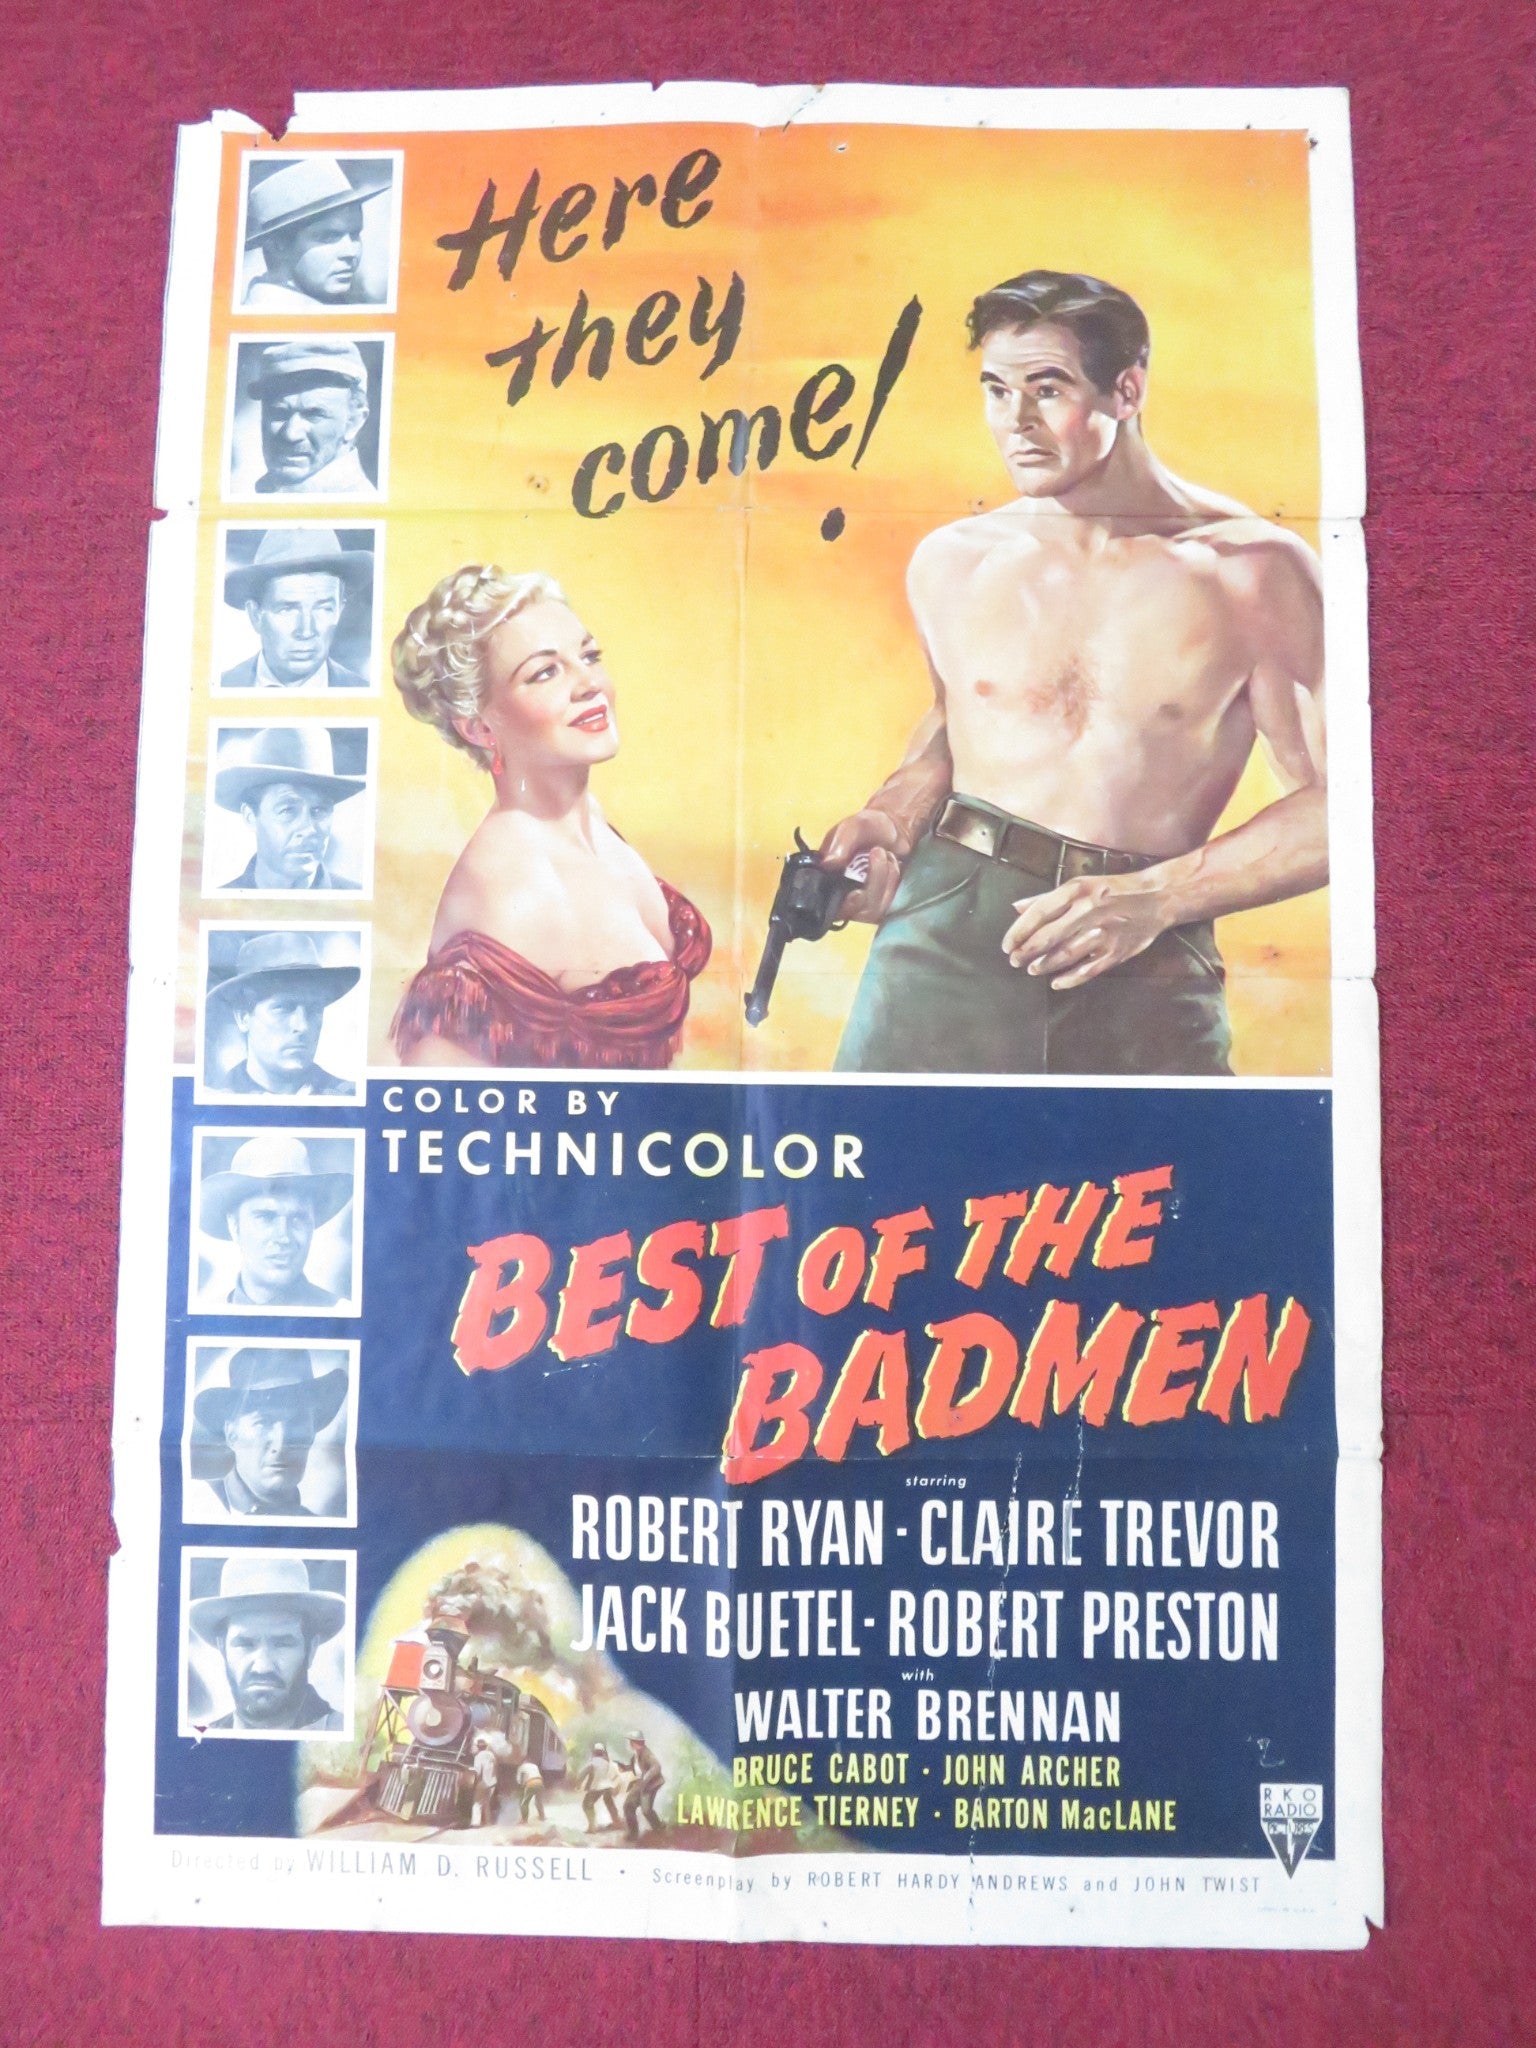 Here
they
come!
COLOR BY
TECHNICOLOR
BEST OF THE
BADMEN
starring
ROBERT RYAN - CLAIRE TREVOR
JACK BUETEL - ROBERT PRESTON
with
WALTER BRENNAN
BRUCE CABOT • JOHN ARCHER
LAWRENCE TIERNEY • BARTON MacLANE
RKO
RADIO
PICTURES
Directed by WILLIAM D. RUSSELL • Screenplay by ROBERT HARDY ANDREWS and JOHN TWIST